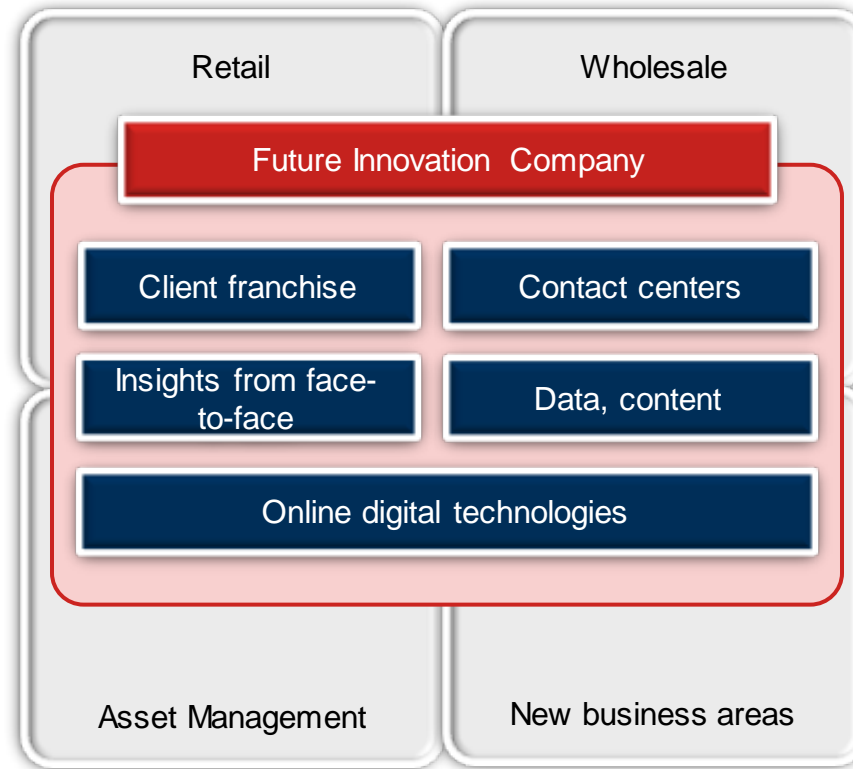 Retail
Wholesale
Future Innovation Company
Client franchise
Contact centers
Insights from face-
to-face
Data, content
Online digital technologies
Asset Management
New business areas